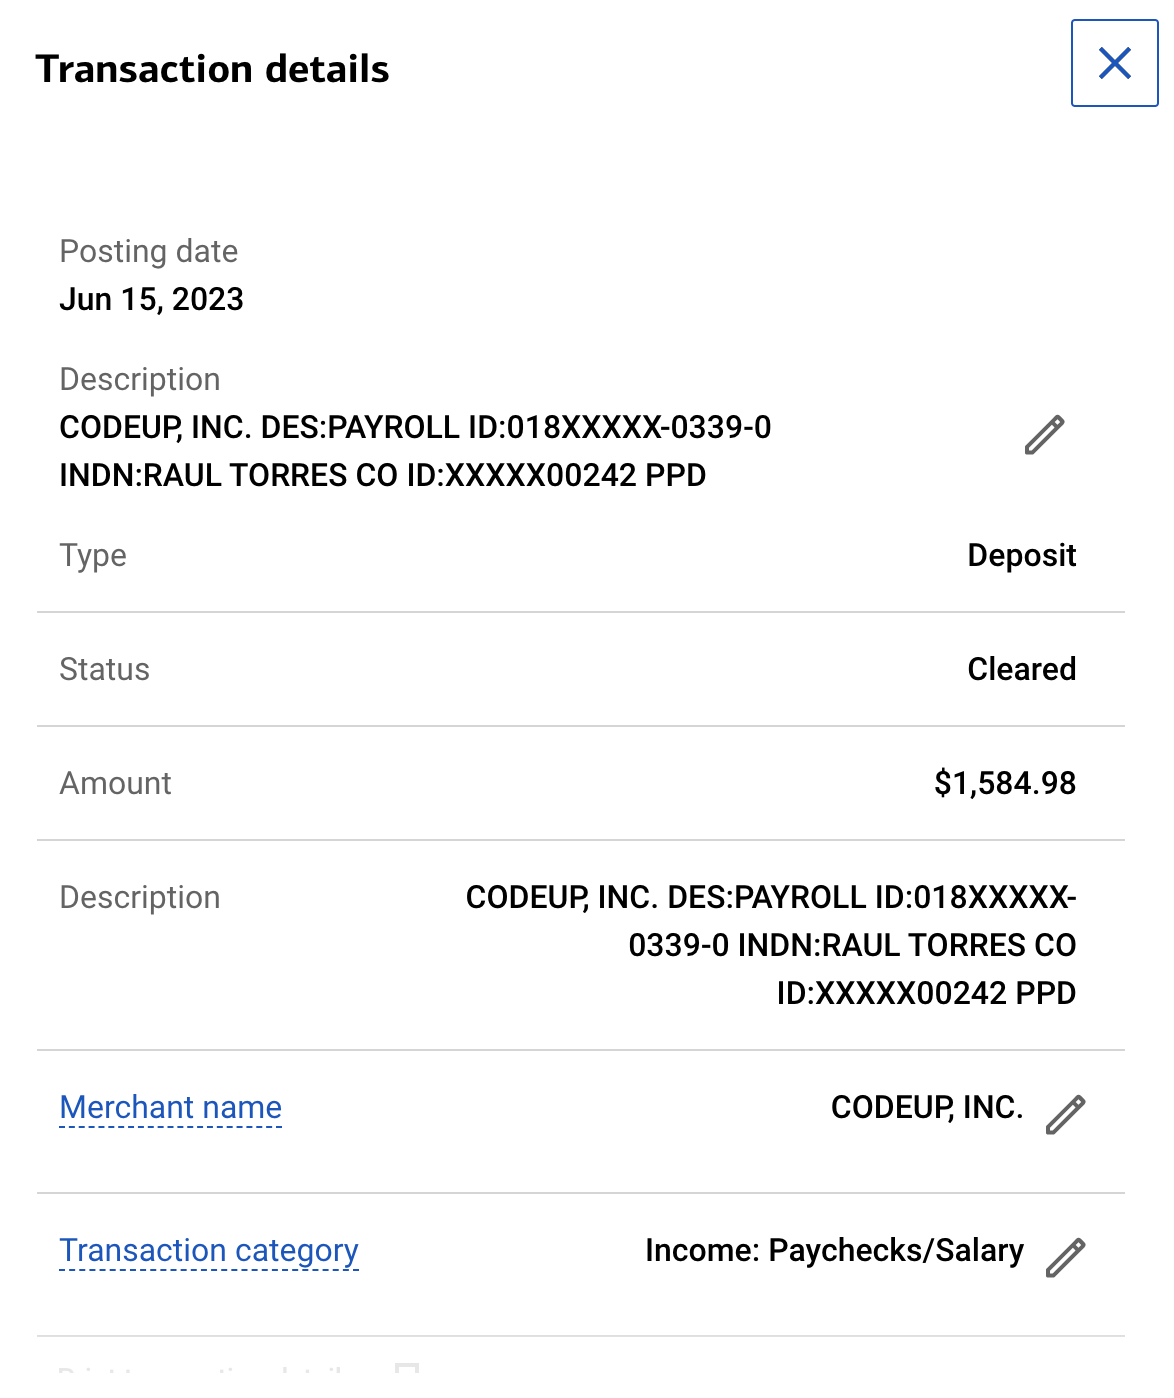 Transaction details
Posting date
Jun 15, 2023
Description
CODEUP, INC. DES:PAYROLL ID:018XXXXX-0339-0
INDN:RAUL TORRES CO ID:XXXXX00242 PPD
Type Deposit
Status Cleared
Amount $1,584.98
Description CODEUP, INC. DES:PAYROLL ID:018XXXXX-
0339-0 INDN:RAUL TORRES CO
ID:XXXXX00242 PPD
Merchant name CODEUP, INC.
Transaction category Income: Paychecks/Salary